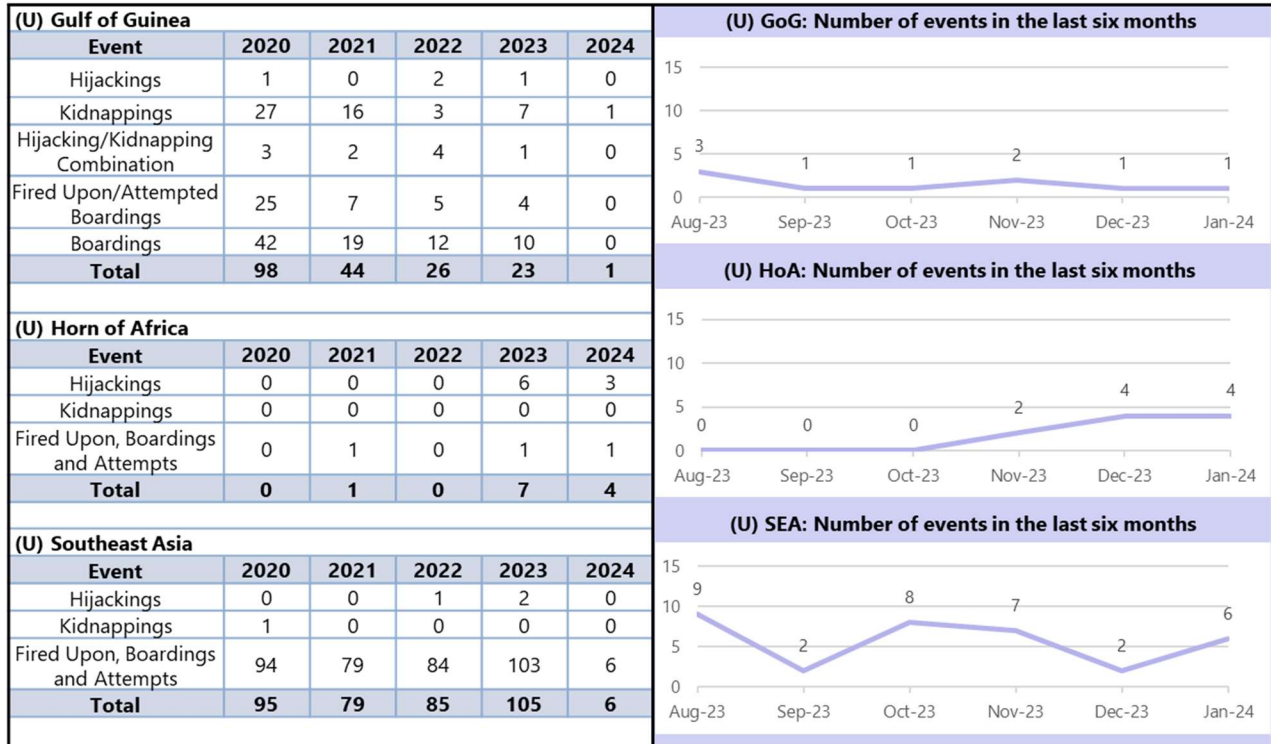 (U) Gulf of Guinea
Event 2020 2021 2022 2023 2024
Hijackings 1 0 2 1 0
Kidnappings 27 16 3 7 1
Hijacking/Kidnapping
Combination 3 2 4 1 0
Fired Upon/Attempted
Boardings 25 7 5 4 0
Boardings 42 19 12 10 0
Total 98 44 26 23 1
(U) Horn of Africa
Event 2020 2021 2022 2023 2024
Hijackings 0 0 0 6 3
Kidnappings 0 0 0 0 0
Fired Upon, Boardings
and Attempts 0 1 0 1 1
Total 0 1 0 7 4
(U) Southeast Asia
Event 2020 2021 2022 2023 2024
Hijackings 0 0 1 2 0
Kidnappings 1 0 0 0 0
Fired Upon, Boardings
and Attempts 94 79 84 103 6
Total 95 79 85 105 6
(U) GoG: Number of events in the last six months
15
10
5
0
3 1 1 2 1 1
Aug-23 Sep-23 Oct-23 Nov-23 Dec-23 Jan-24
(U) HoA: Number of events in the last six months
15
10
5
0
0 0 0 2 4 4
Aug-23 Sep-23 Oct-23 Nov-23 Dec-23 Jan-24
(U) SEA: Number of events in the last six months
15
10
5
0
9 2 8 7 2 6
Aug-23 Sep-23 Oct-23 Nov-23 Dec-23 Jan-24